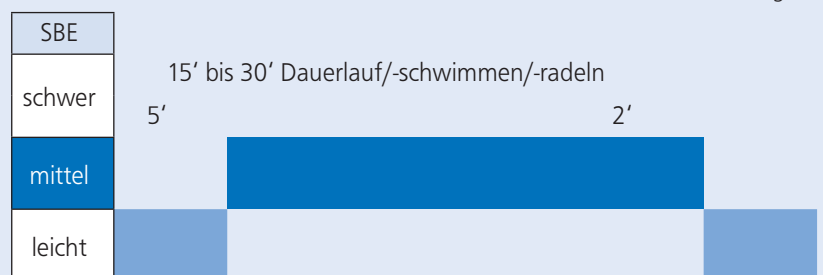 SBE
15′ bis 30′ Dauerlauf/-schwimmen/-radeln
schwer
5′ 2′
mittel
leicht